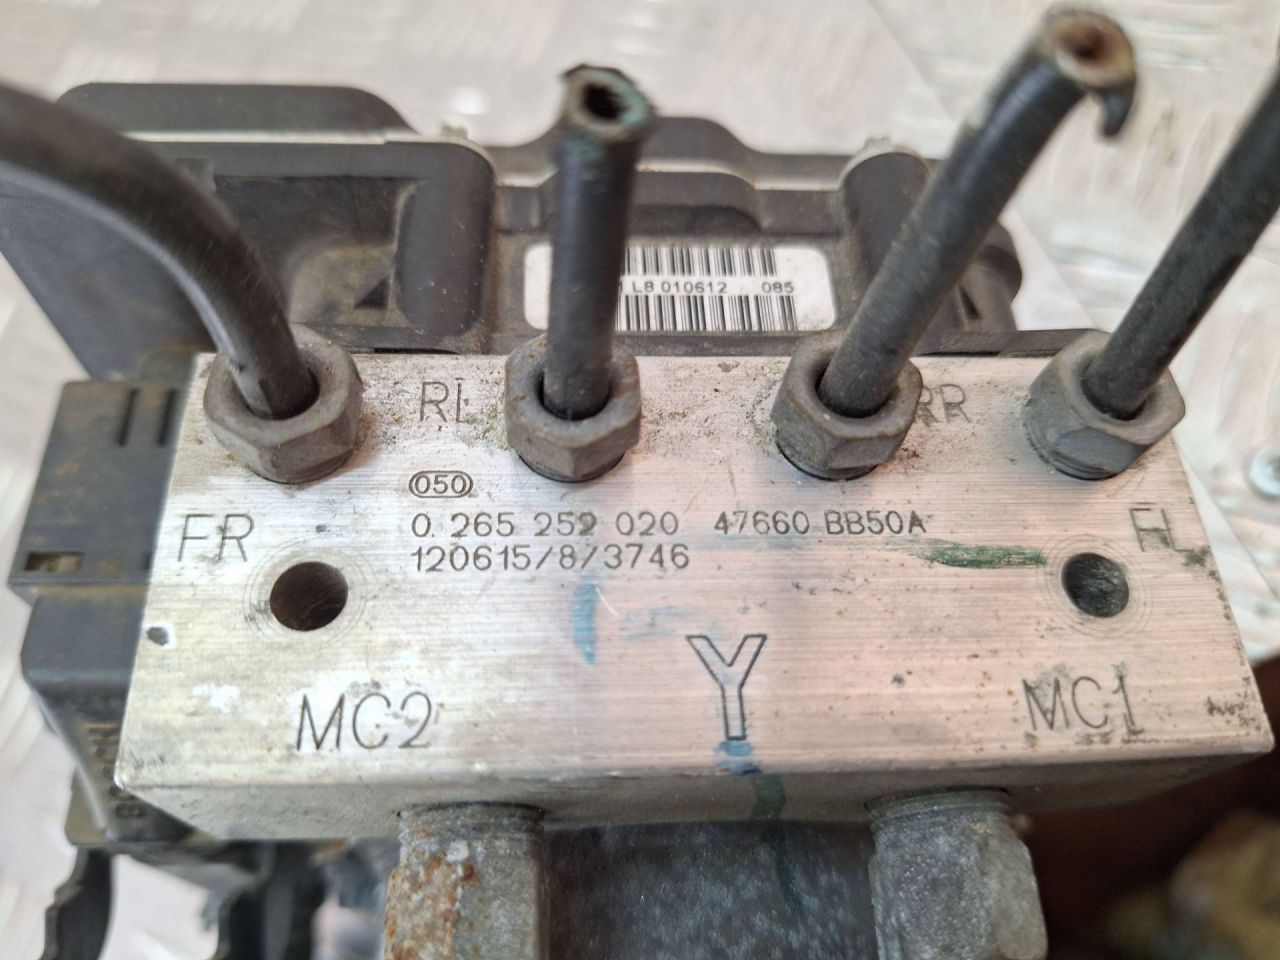 L8 010612 085
RL RR
050
FR 0 265 252 020 47660 BB50A FL
120615/8/3746
Y
MC2 MC1